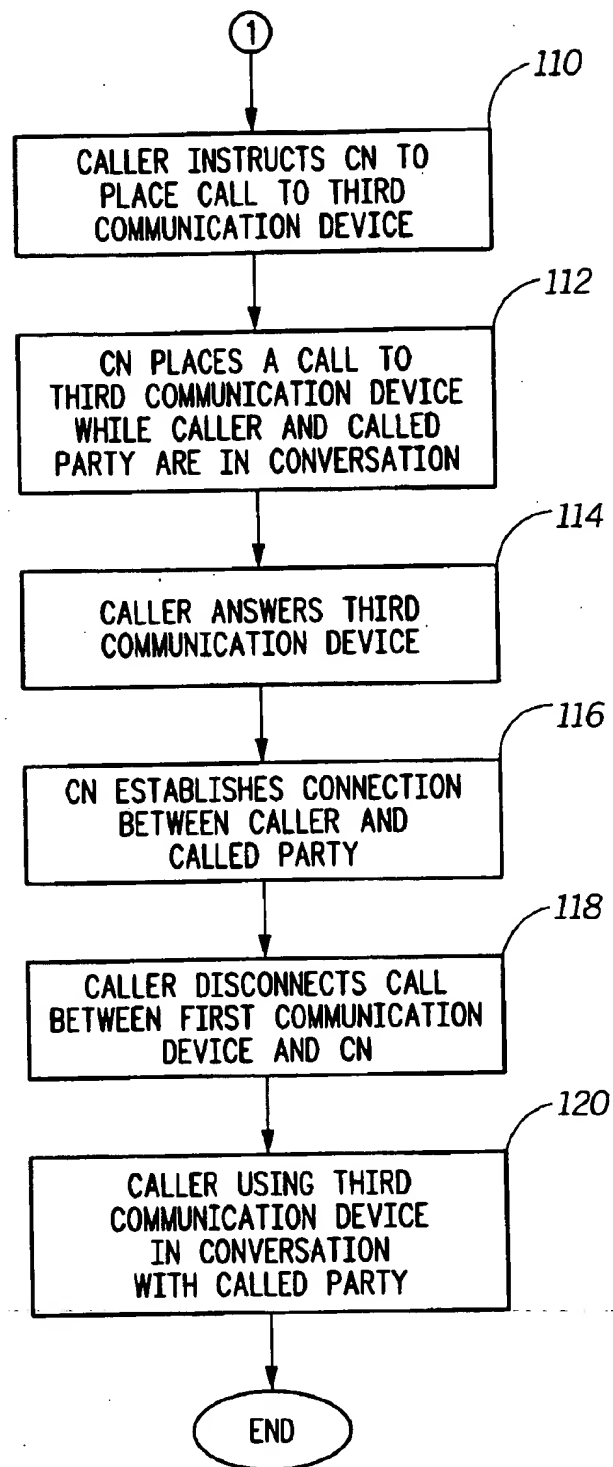 1
110
CALLER INSTRUCTS CN TO
PLACE CALL TO THIRD
COMMUNICATION DEVICE
112
CN PLACES A CALL TO
THIRD COMMUNICATION DEVICE
WHILE CALLER AND CALLED
PARTY ARE IN CONVERSATION
114
CALLER ANSWERS THIRD
COMMUNICATION DEVICE
116
CN ESTABLISHES CONNECTION
BETWEEN CALLER AND
CALLED PARTY
118
CALLER DISCONNECTS CALL
BETWEEN FIRST COMMUNICATION
DEVICE AND CN
120
CALLER USING THIRD
COMMUNICATION DEVICE
IN CONVERSATION
WITH CALLED PARTY
END